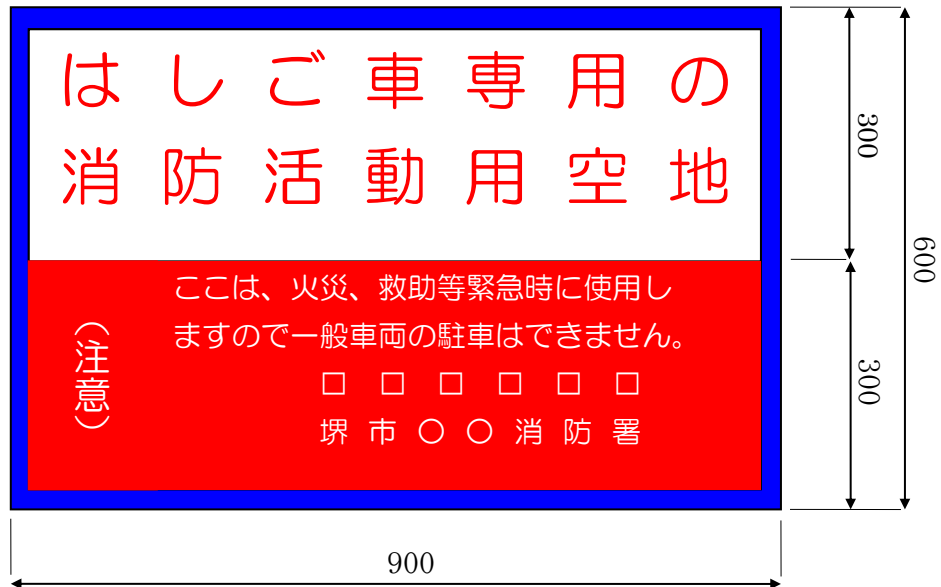 はしご車専用の
消防活動用空地
(注意)
ここは、火災、救助等緊急時に使用し
ますので一般車両の駐車はできません。
□□□□□□
堺市○○消防署
300
300
600
900